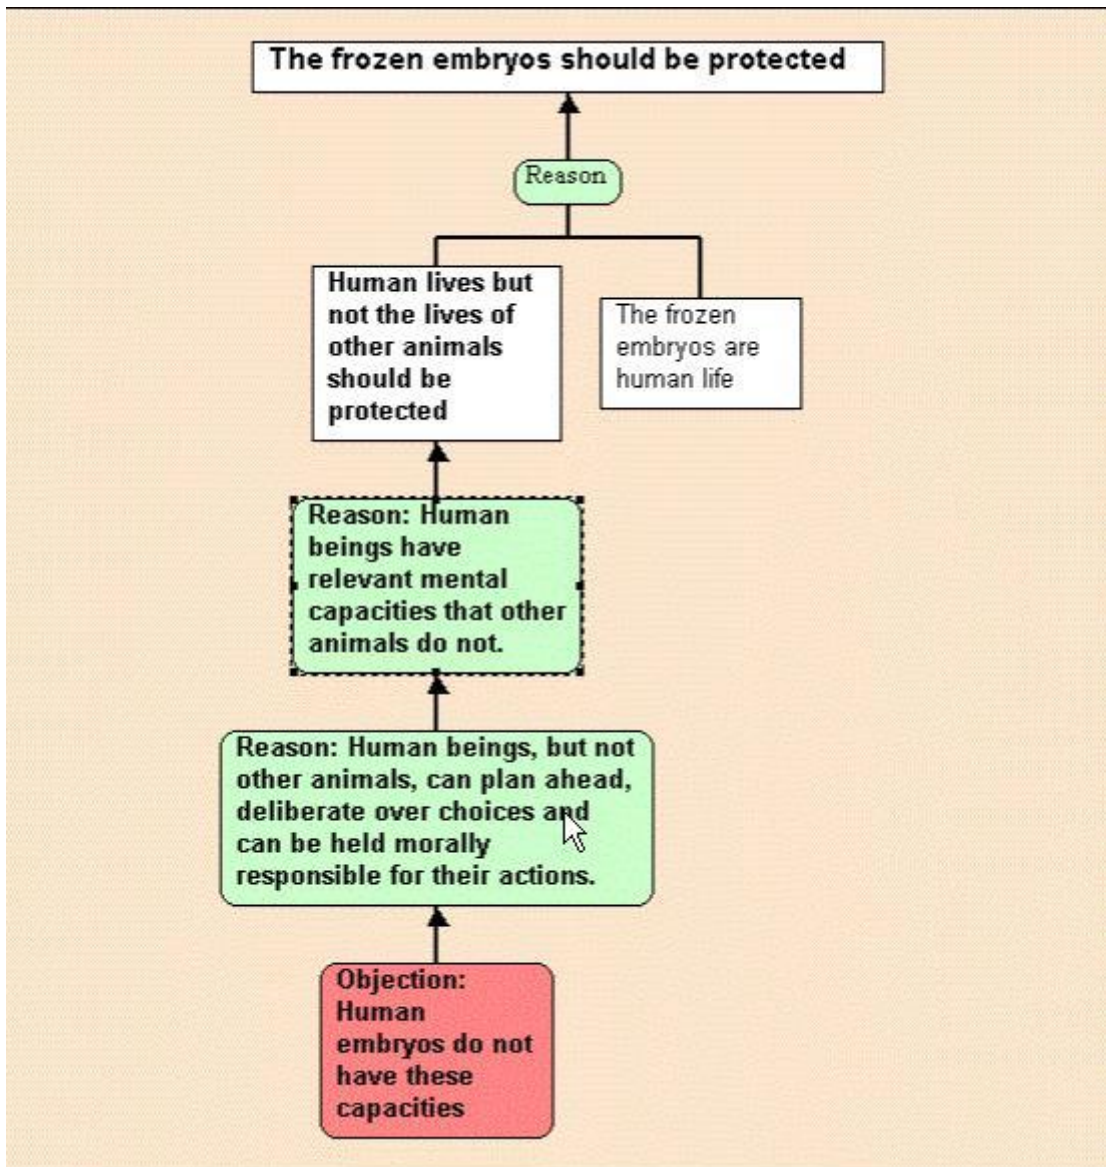 The frozen embryos should be protected
Reason
Human lives but
not the lives of
other animals
should be
protected
The frozen
embryos are
human life
Reason: Human
beings have
relevant mental
capacities that other
animals do not.
Reason: Human beings, but not
other animals, can plan ahead,
deliberate over choices and
can be held morally
responsible for their actions.
Objection:
Human
embryos do not
have these
capacities